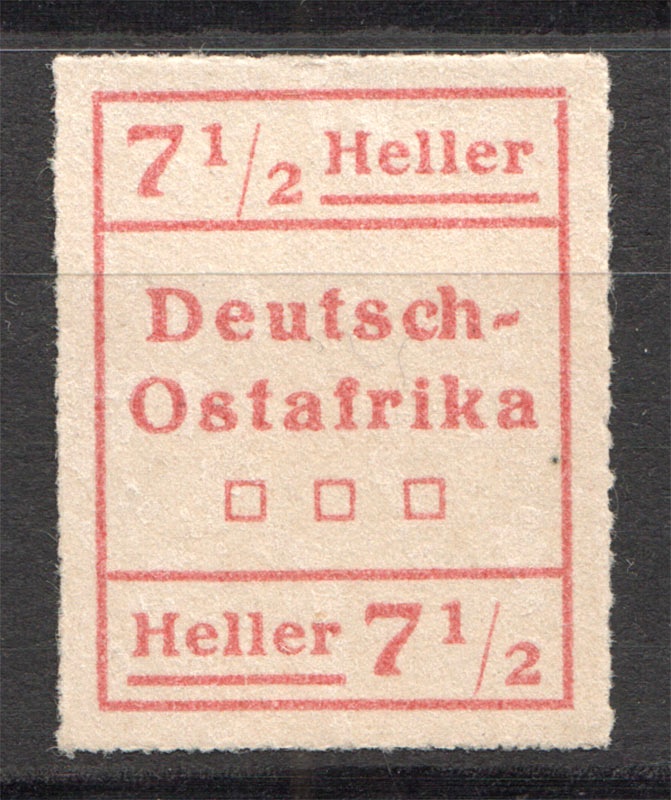 7 1/2 Heller
Deutsch-
Ostafrika
Heller 7 1/2